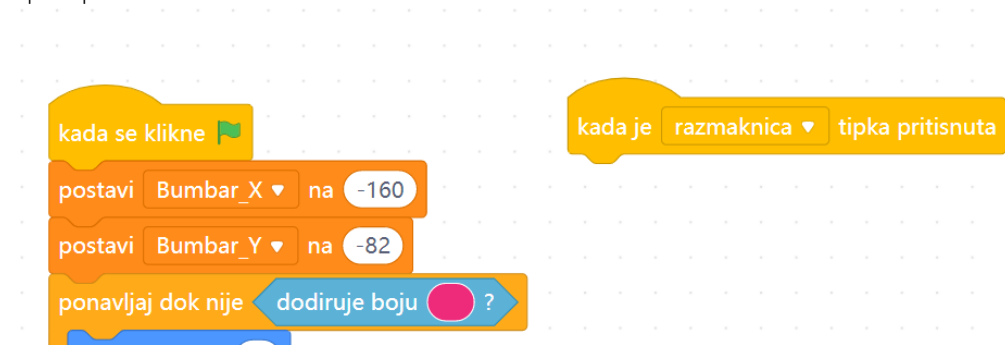 kada se klikne
kada je razmaknica tipka pritisnuta
postavi Bumbar_X na -160
postavi Bumbar_Y na -82
ponavljaj dok nije dodiruje boju ?